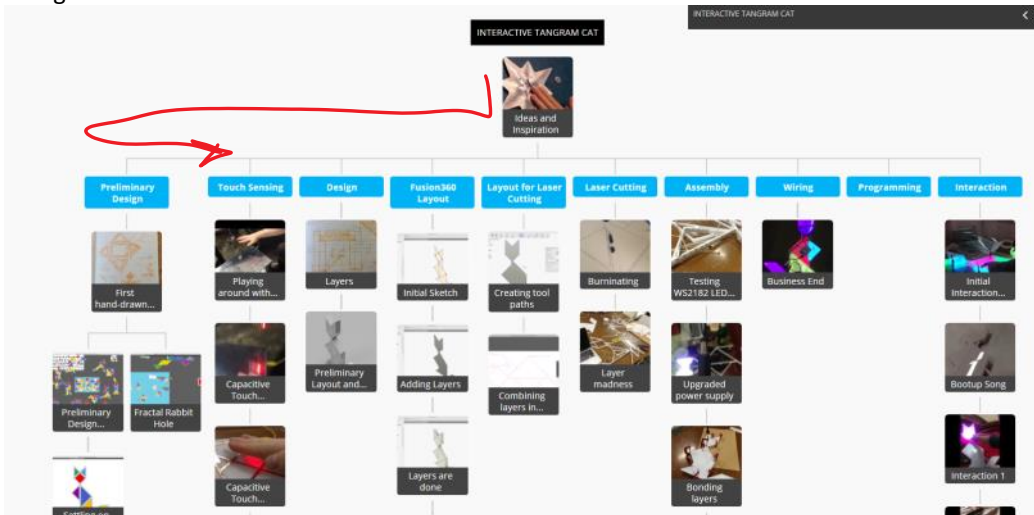 INTERACTIVE TANGRAM CAT
INTERACTIVE TANGRAM CAT
Ideas and
Inspiration
Preliminary
Design
Touch Sensing
Design
Fusion360
Layout
Layout for Laser
Cutting
Laser Cutting
Assembly
Wiring
Programming
Interaction
First
hand-drawn...
Playing
around with...
Layers
Initial Sketch
Creating tool
paths
Burninating
Testing
WS2182 LED...
Business End
Initial
Interaction...
Preliminary
Design...
Fractal Rabbit
Hole
Capacitive
Touch...
Preliminary
Layout and...
Adding Layers
Combining
layers in...
Layer
madness
Upgraded
power supply
Bootup Song
Capacitive
Touch...
Layers are
done
Bonding
layers
Interaction 1